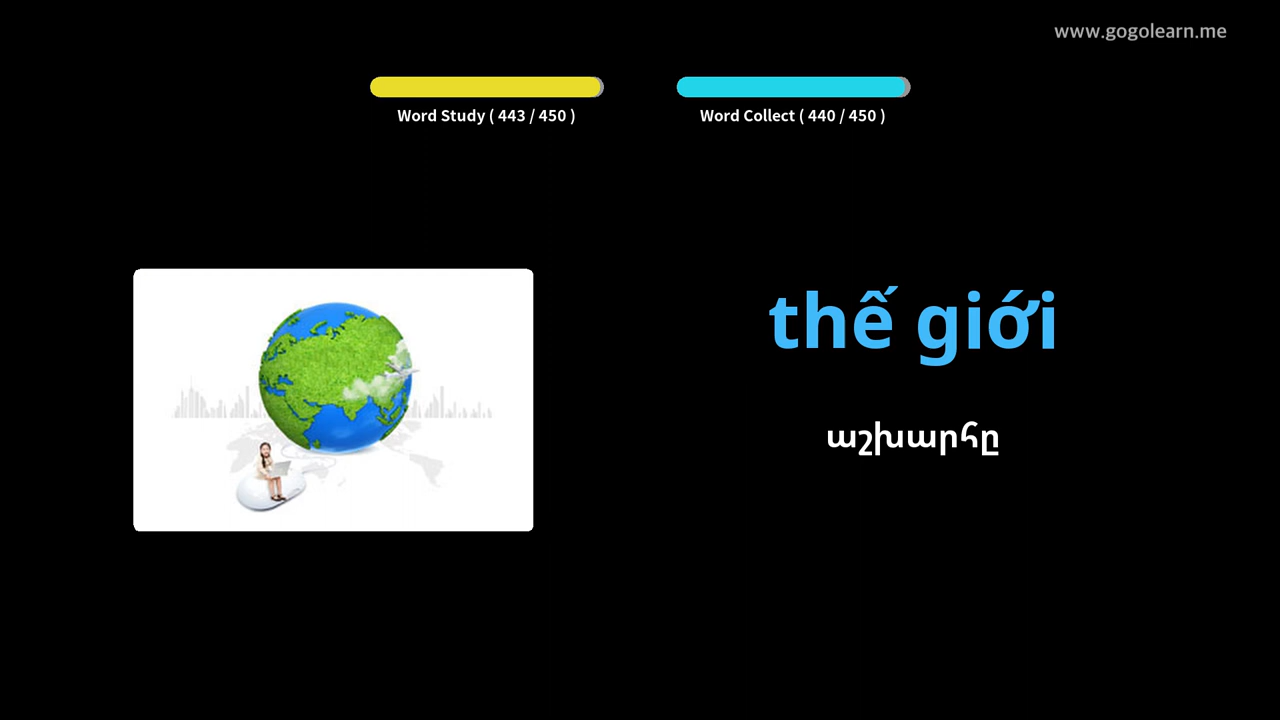 www.gogolearn.me
Word Study ( 443 / 450 )
Word Collect ( 440 / 450 )
thế giới
աշխարհը